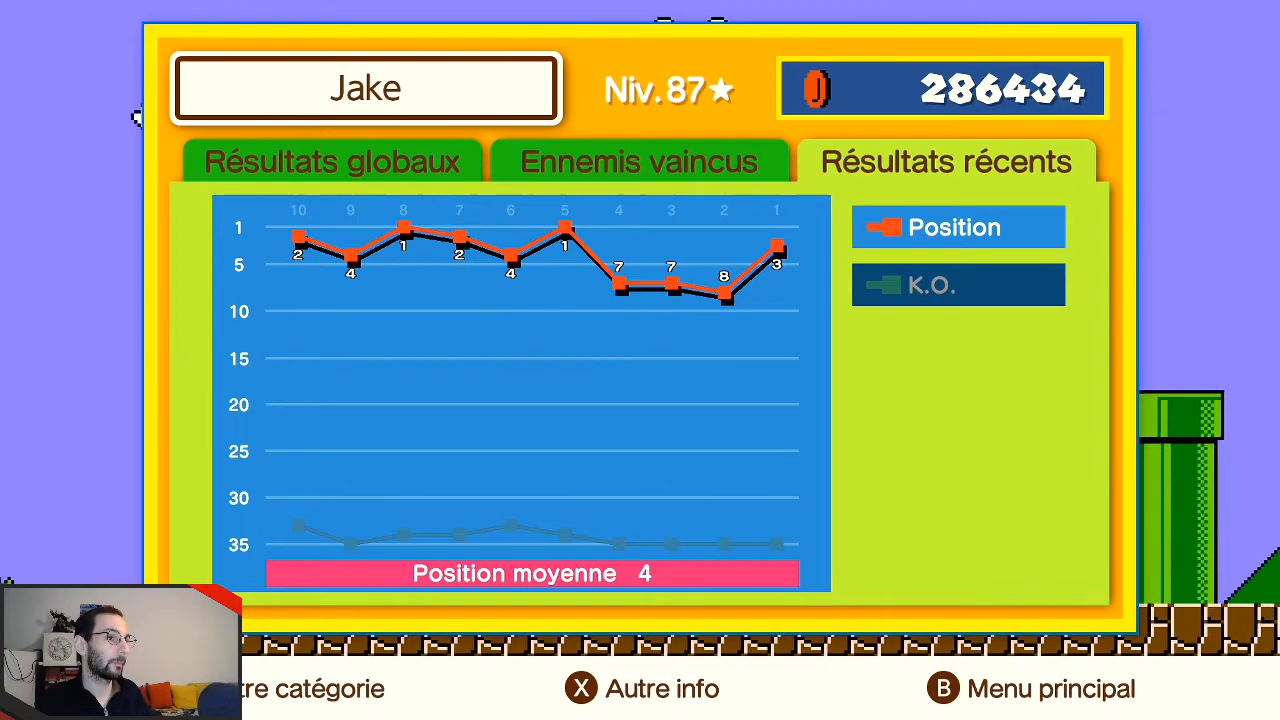 Jake
Niv. 87★
J 286434
Résultats globaux
Ennemis vaincus
Résultats récents
10 9 8 7 6 5 4 3 2 1
1
5
10
15
20
25
30
35
2 4 1 2 4 1 7 7 8 3
Position
K.O.
Position moyenne 4
tre catégorie
X Autre info
B Menu principal